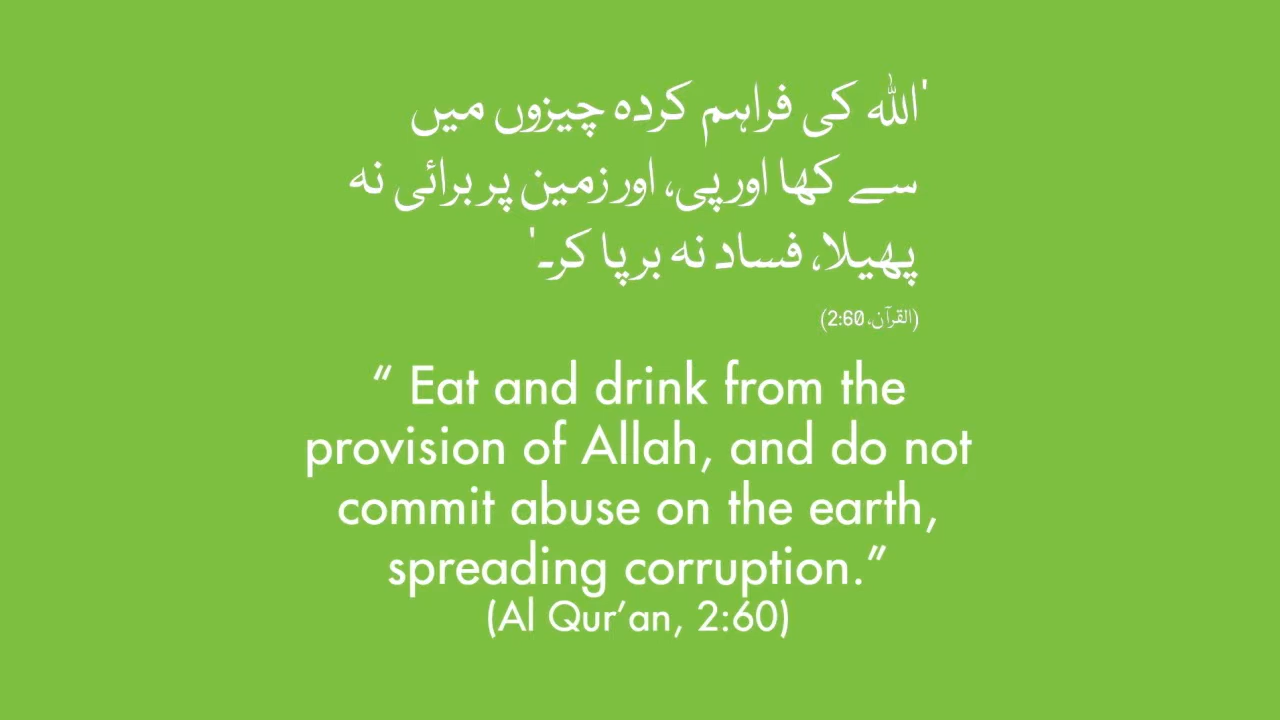 'اللہ کی فراہم کردہ چیزوں میں
سے کھا اور پی، اور زمین پر برائی نہ
پھیلا، فساد نہ برپا کر۔'
(القرآن، 2:60)
“ Eat and drink from the
provision of Allah, and do not
commit abuse on the earth,
spreading corruption.”
(Al Qur’an, 2:60)